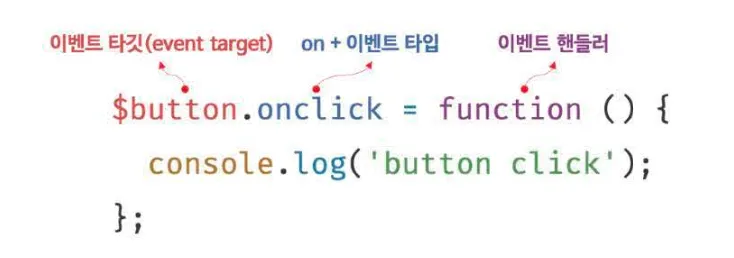 이벤트 타깃(event target) on + 이벤트 타입 이벤트 핸들러
$button.onclick = function () {
  console.log('button click');
};